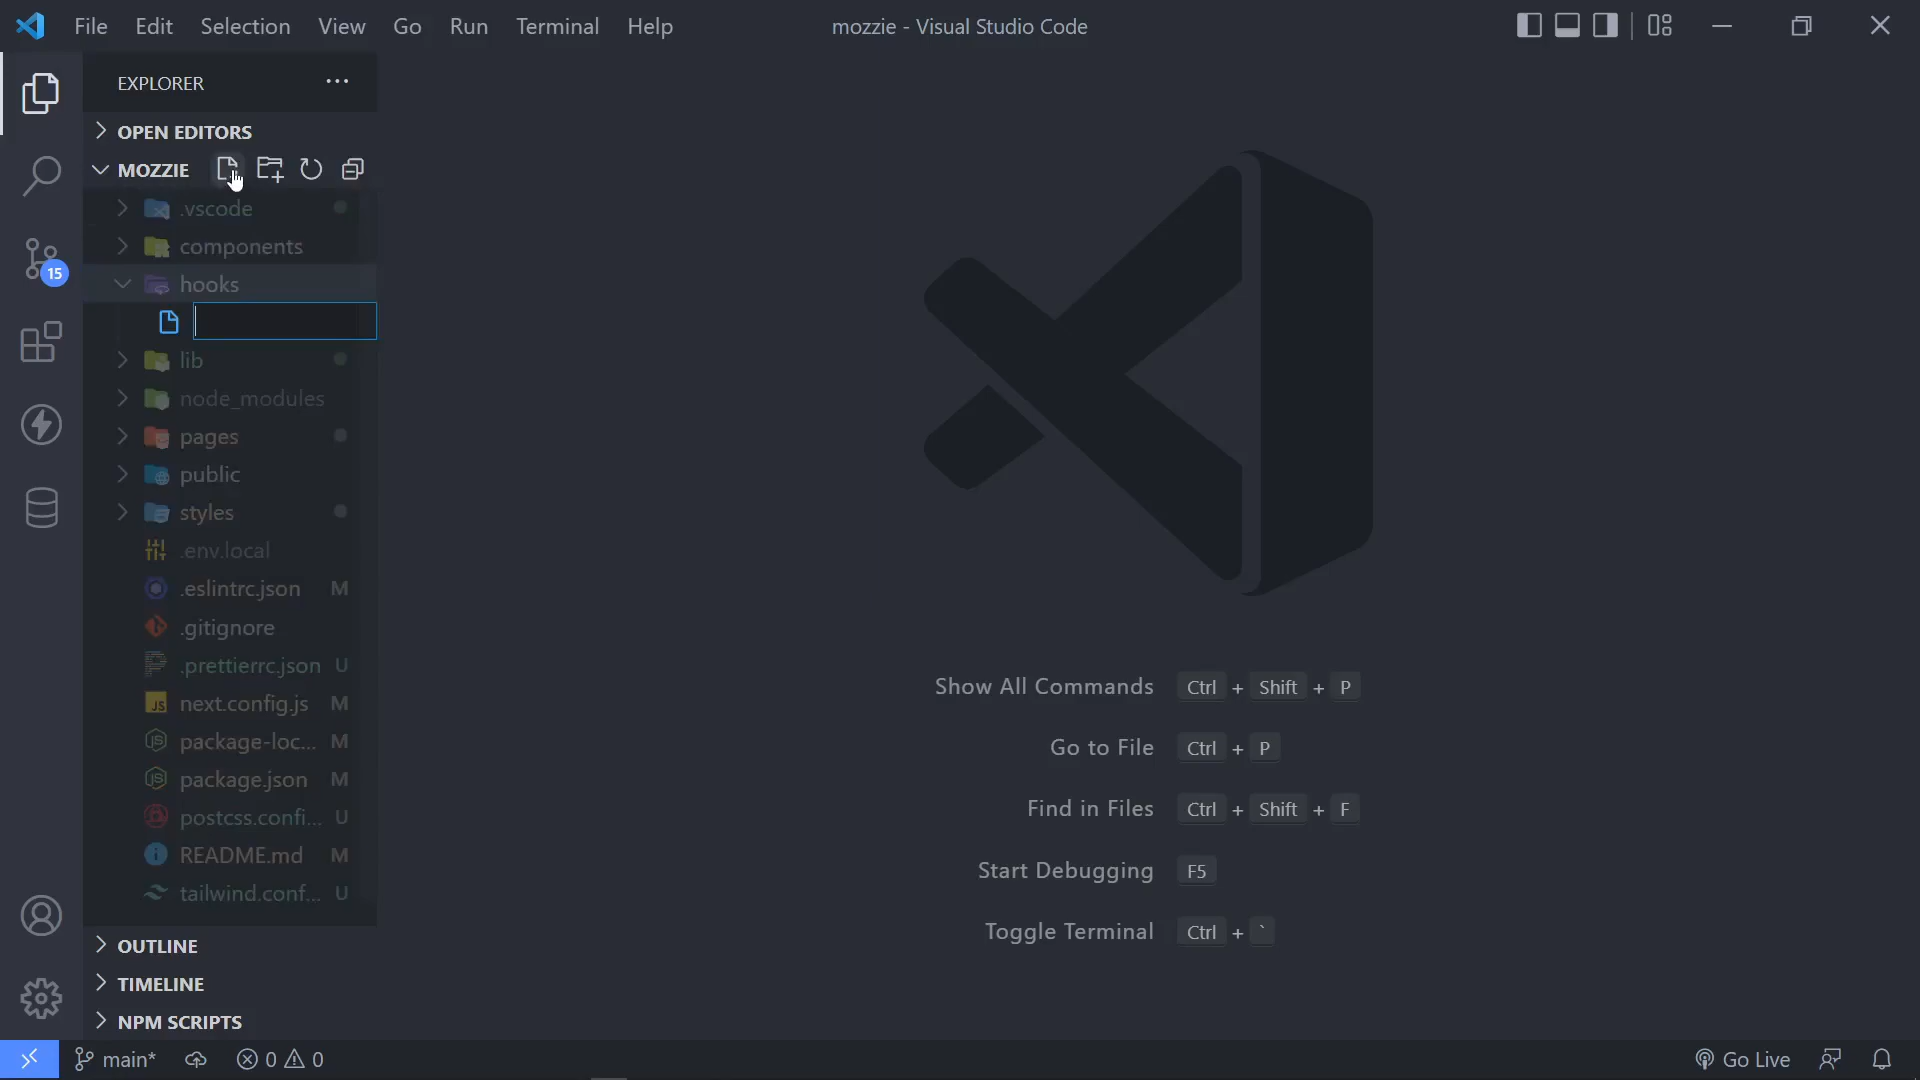 File Edit Selection View Go Run Terminal Help mozzie - Visual Studio Code
EXPLORER ...
OPEN EDITORS
MOZZIE
.vscode
components
hooks
lib
node_modules
pages
public
styles
.env.local
.eslintrc.json M
.gitignore
.prettierrc.json U
JS next.config.js M
package-loc... M
package.json M
postcss.confi... U
README.md M
tailwind.conf... U
OUTLINE
TIMELINE
NPM SCRIPTS
15
Show All Commands Ctrl + Shift + P
Go to File Ctrl + P
Find in Files Ctrl + Shift + F
Start Debugging F5
Toggle Terminal Ctrl + `
main* 0 0 Go Live